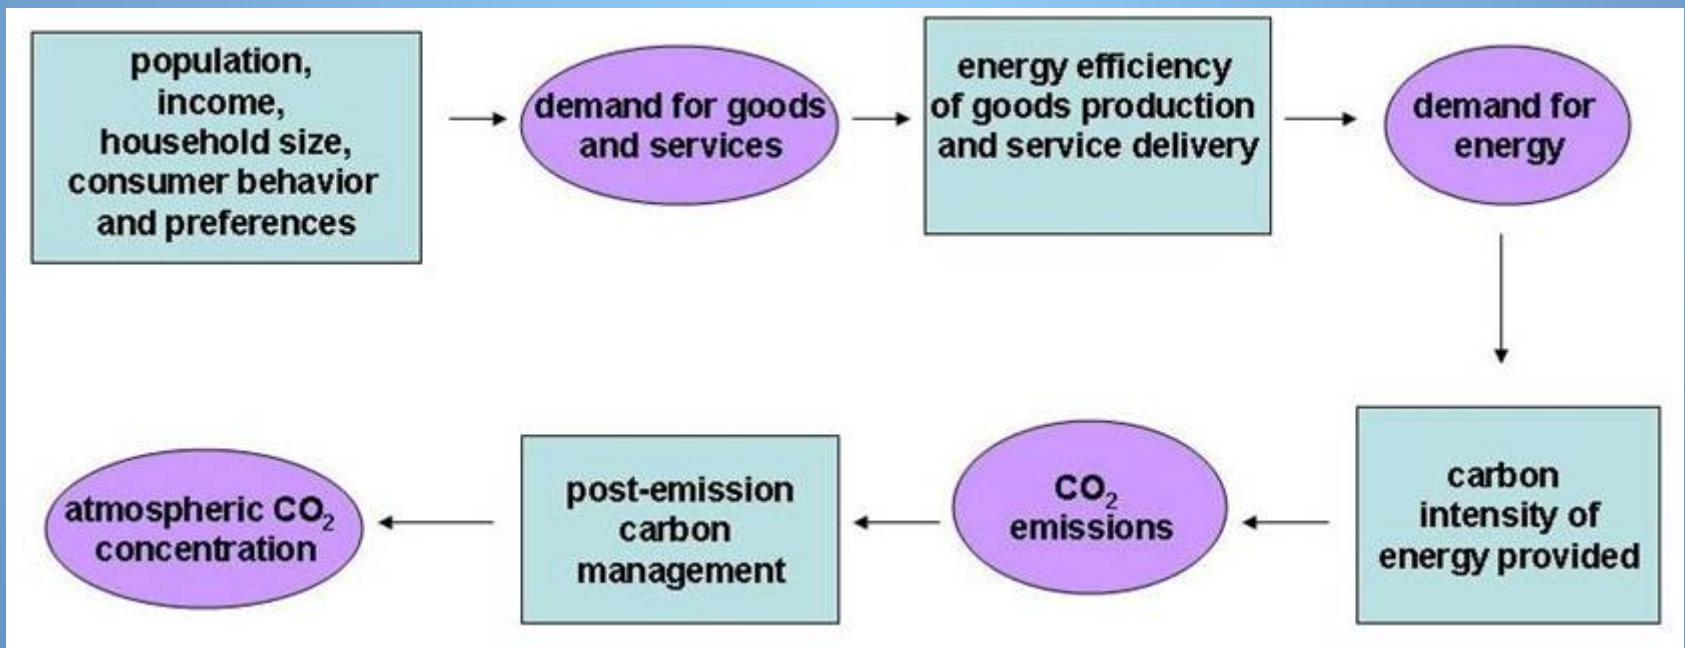 population,
income,
household size,
consumer behavior
and preferences
demand for goods
and services
energy efficiency
of goods production
and service delivery
demand for
energy
carbon
intensity of
energy provided
CO₂
emissions
post-emission
carbon
management
atmospheric CO₂
concentration